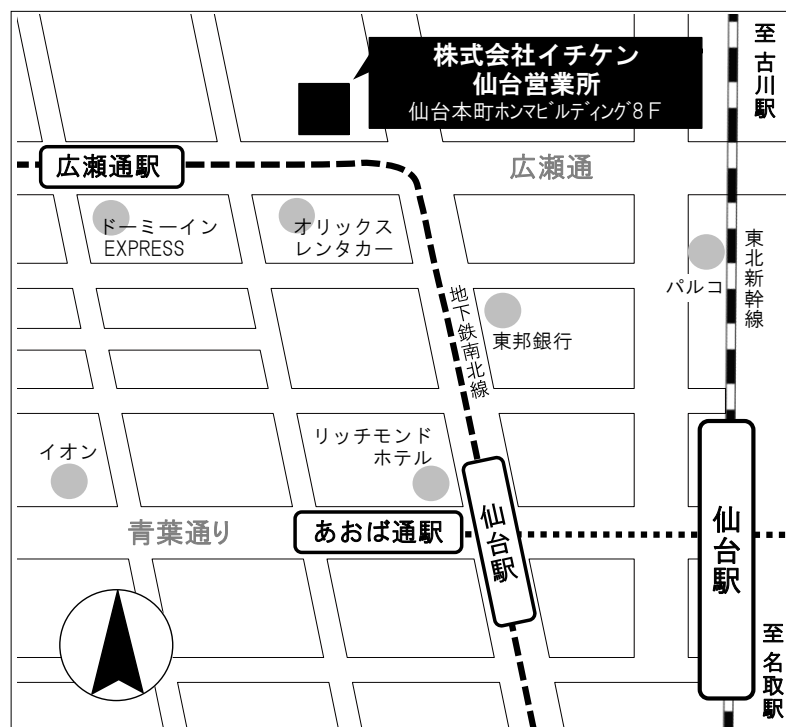 株式会社イチケン
仙台営業所
仙台本町ホンマビルディング8F
至 古川駅
広瀬通駅
広瀬通
ドーミーイン
EXPRESS
オリックス
レンタカー
パルコ
東北新幹線
地下鉄南北線
東邦銀行
イオン
リッチモンド
ホテル
青葉通り
あおば通駅
仙台駅
仙台駅
至 名取駅